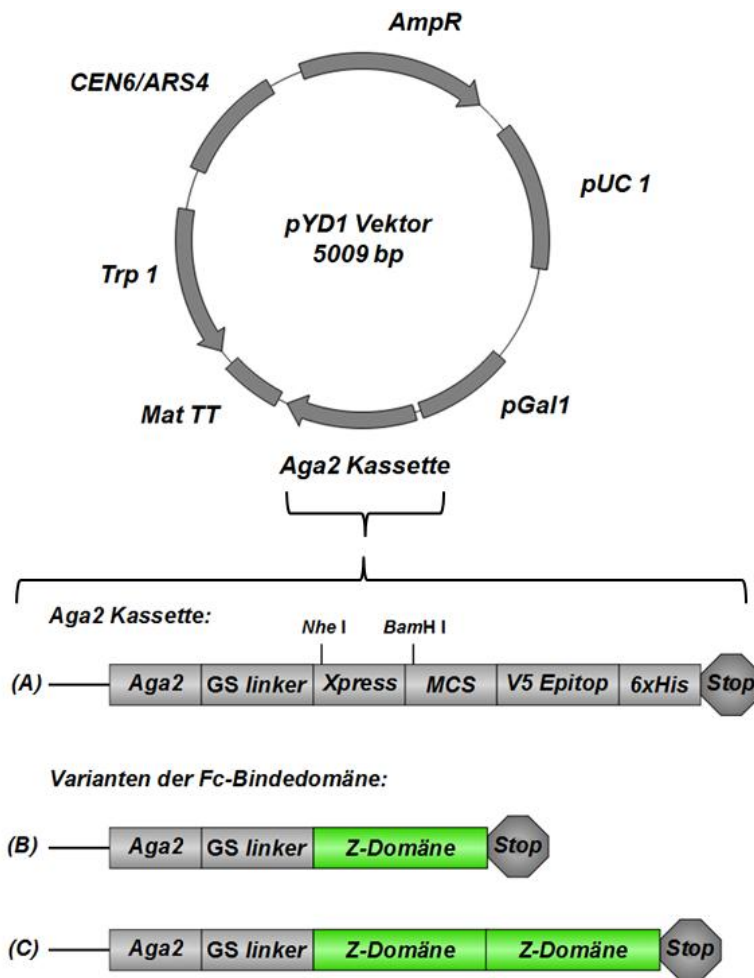 AmpR
CEN6/ARS4
pUC 1
pYD1 Vektor
5009 bp
Trp 1
Mat TT
pGal1
Aga2 Kassette
Aga2 Kassette:
Nhe I BamH I
(A) Aga2 GS linker Xpress MCS V5 Epitop 6xHis Stop
Varianten der Fc-Bindedomäne:
(B) Aga2 GS linker Z-Domäne Stop
(C) Aga2 GS linker Z-Domäne Z-Domäne Stop